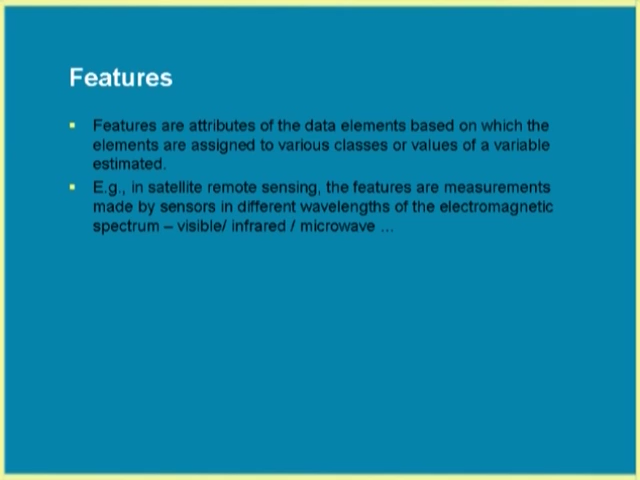 Features
▪ Features are attributes of the data elements based on which the
elements are assigned to various classes or values of a variable
estimated.
▪ E.g., in satellite remote sensing, the features are measurements
made by sensors in different wavelengths of the electromagnetic
spectrum – visible/ infrared / microwave ...